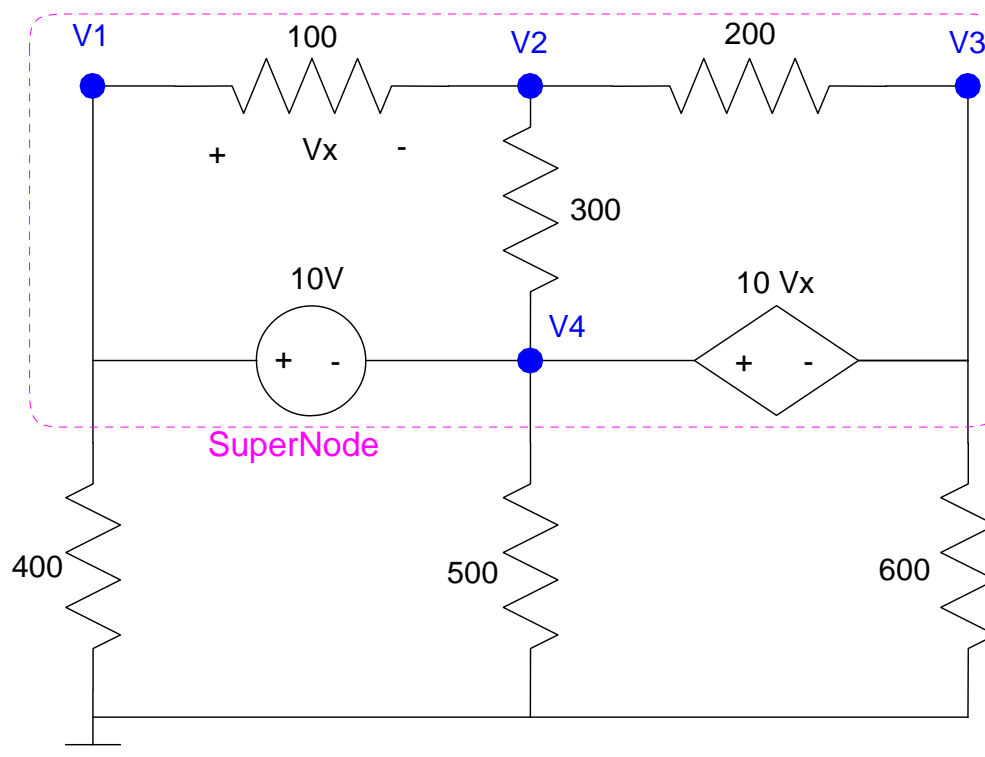 V1
100
V2
200
V3
+ Vx -
300
10V
10 Vx
V4
+ -
+ -
SuperNode
400
500
600